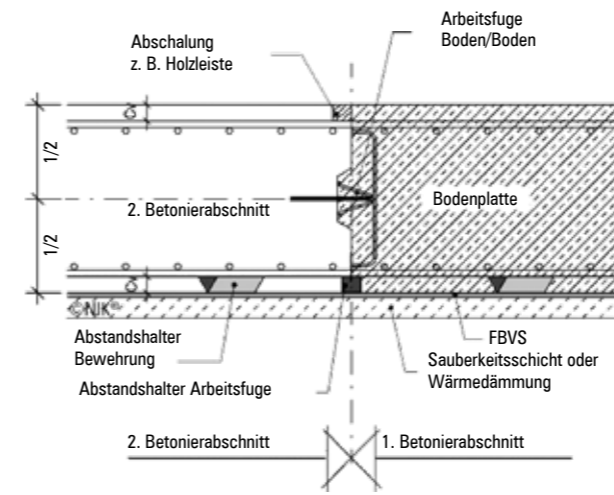 Arbeitsfuge
Boden/Boden
Abschalung
z. B. Holzleiste
1/2
2. Betonierabschnitt
Bodenplatte
1/2
Abstandshalter
Bewehrung
FBVS
Sauberkeitsschicht oder
Wärmedämmung
Abstandshalter Arbeitsfuge
2. Betonierabschnitt
1. Betonierabschnitt